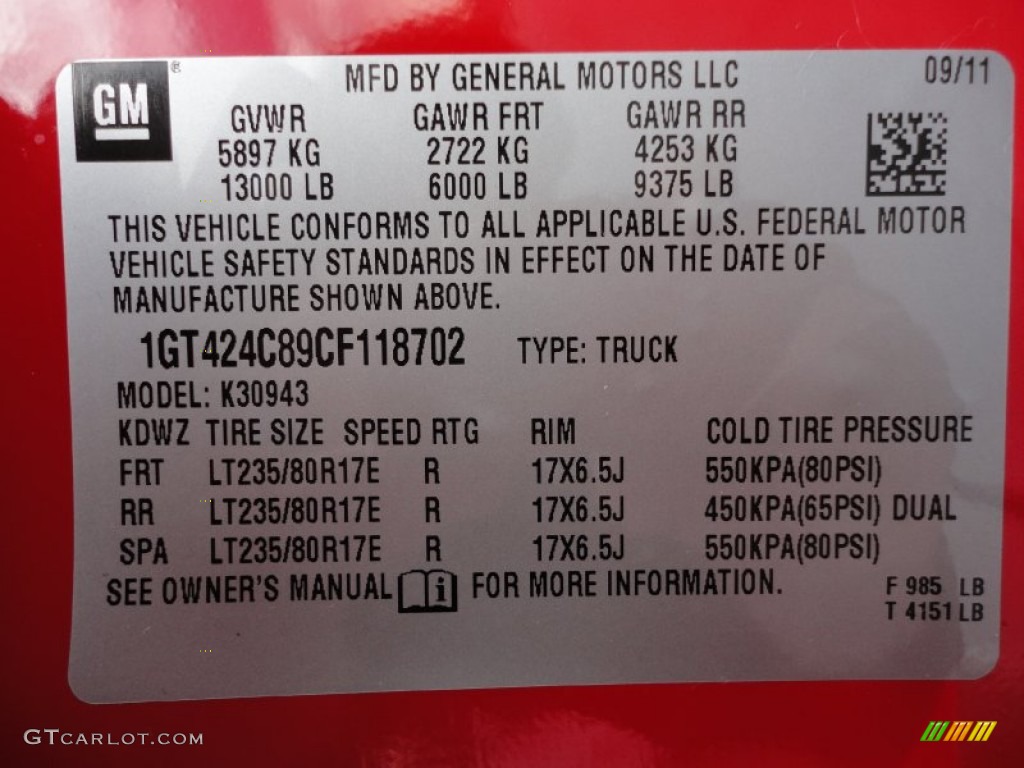 GM ® MFD BY GENERAL MOTORS LLC 09/11
GVWR GAWR FRT GAWR RR
5897 KG 2722 KG 4253 KG
13000 LB 6000 LB 9375 LB
THIS VEHICLE CONFORMS TO ALL APPLICABLE U.S. FEDERAL MOTOR
VEHICLE SAFETY STANDARDS IN EFFECT ON THE DATE OF
MANUFACTURE SHOWN ABOVE.
1GT424C89CF118702 TYPE: TRUCK
MODEL: K30943
KDWZ TIRE SIZE SPEED RTG RIM COLD TIRE PRESSURE
FRT LT235/80R17E R 17X6.5J 550KPA(80PSI)
RR LT235/80R17E R 17X6.5J 450KPA(65PSI) DUAL
SPA LT235/80R17E R 17X6.5J 550KPA(80PSI)
SEE OWNER'S MANUAL i FOR MORE INFORMATION.
F 985 LB
T 4151 LB
GTCARLOT.COM